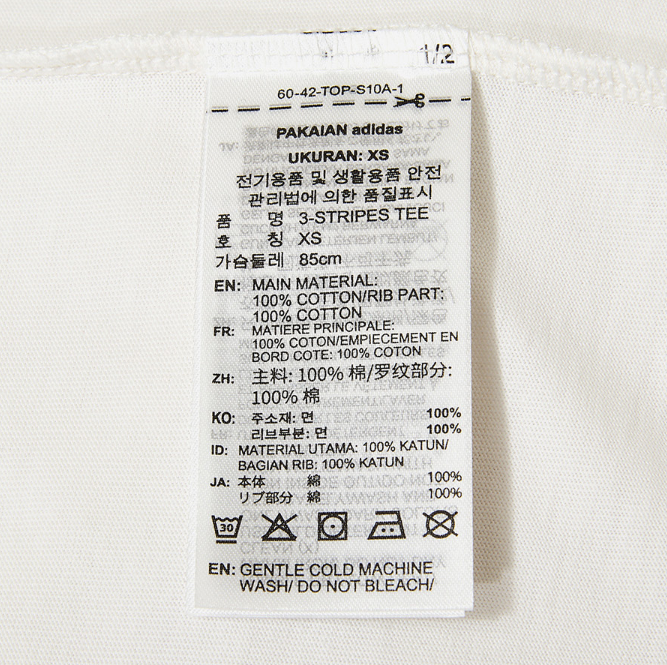 1/2
60-42-TOP-S10A-1
PAKAIAN adidas
UKURAN: XS
전기용품 및 생활용품 안전
관리법에 의한 품질표시
품 명 3-STRIPES TEE
호 칭 XS
가슴둘레 85cm
EN: MAIN MATERIAL:
100% COTTON/RIB PART:
100% COTTON
FR: MATIERE PRINCIPALE:
100% COTON/EMPIECEMENT EN
BORD COTE: 100% COTON
ZH: 主料: 100% 棉/罗纹部分:
100% 棉
KO: 주소재: 면 100%
리브부분: 면 100%
ID: MATERIAL UTAMA: 100% KATUN/
BAGIAN RIB: 100% KATUN
JA: 本体 綿 100%
リブ部分 綿 100%
30
EN: GENTLE COLD MACHINE
WASH/ DO NOT BLEACH/